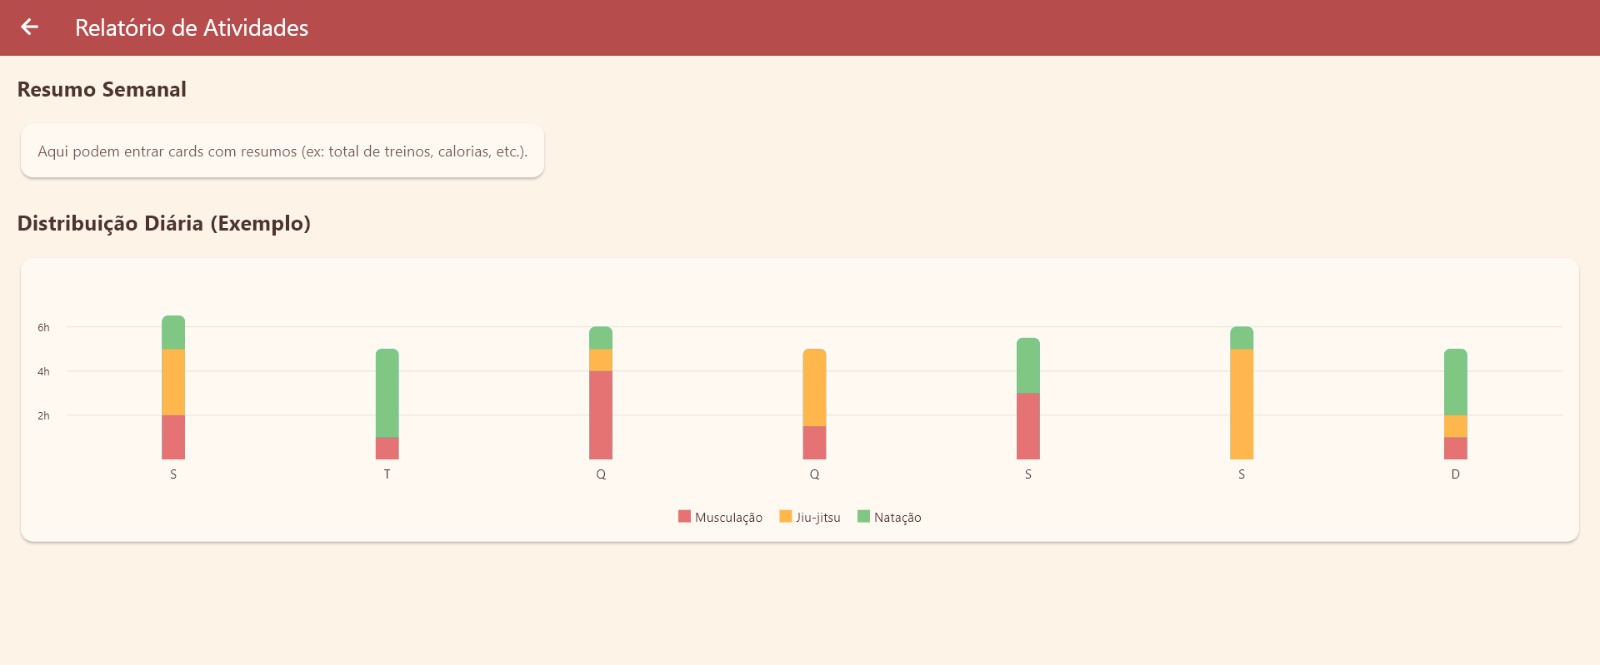 Relatório de Atividades
Resumo Semanal
Aqui podem entrar cards com resumos (ex: total de treinos, calorias, etc.).
Distribuição Diária (Exemplo)
6h
4h
2h
S T Q Q S S D
Musculação Jiu-jitsu Natação